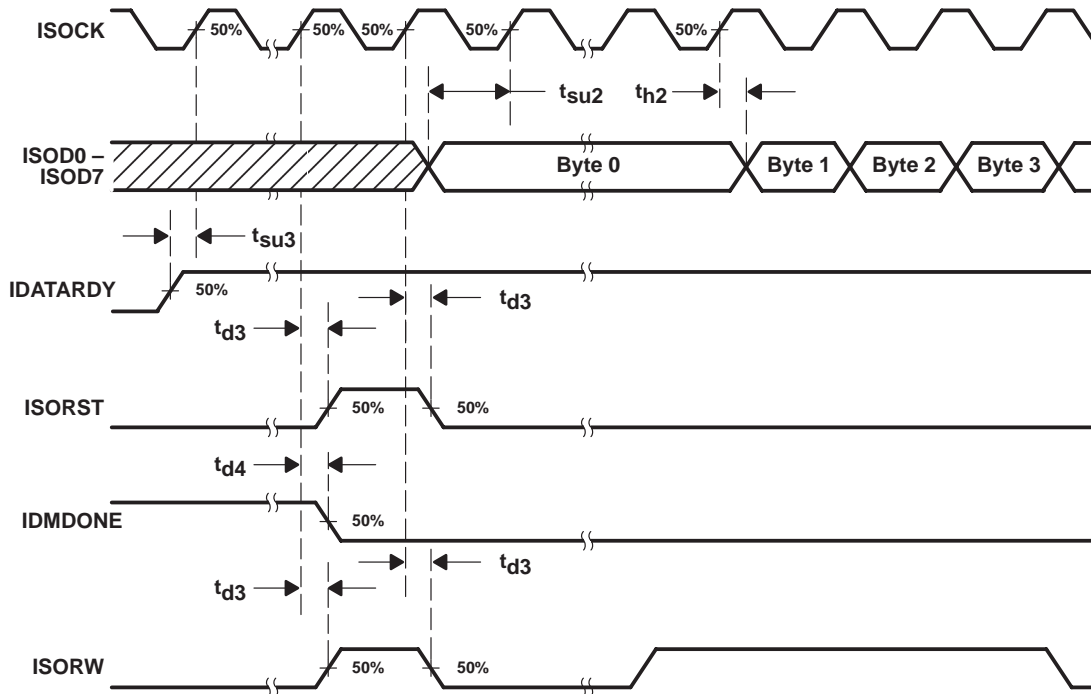 ISOCK
50%
50%
50%
50%
50%
tsu2
th2
ISOD0 –
ISOD7
Byte 0
Byte 1
Byte 2
Byte 3
tsu3
IDATARDY
50%
td3
td3
ISORST
50%
50%
td4
IDMDONE
50%
td3
td3
ISORW
50%
50%